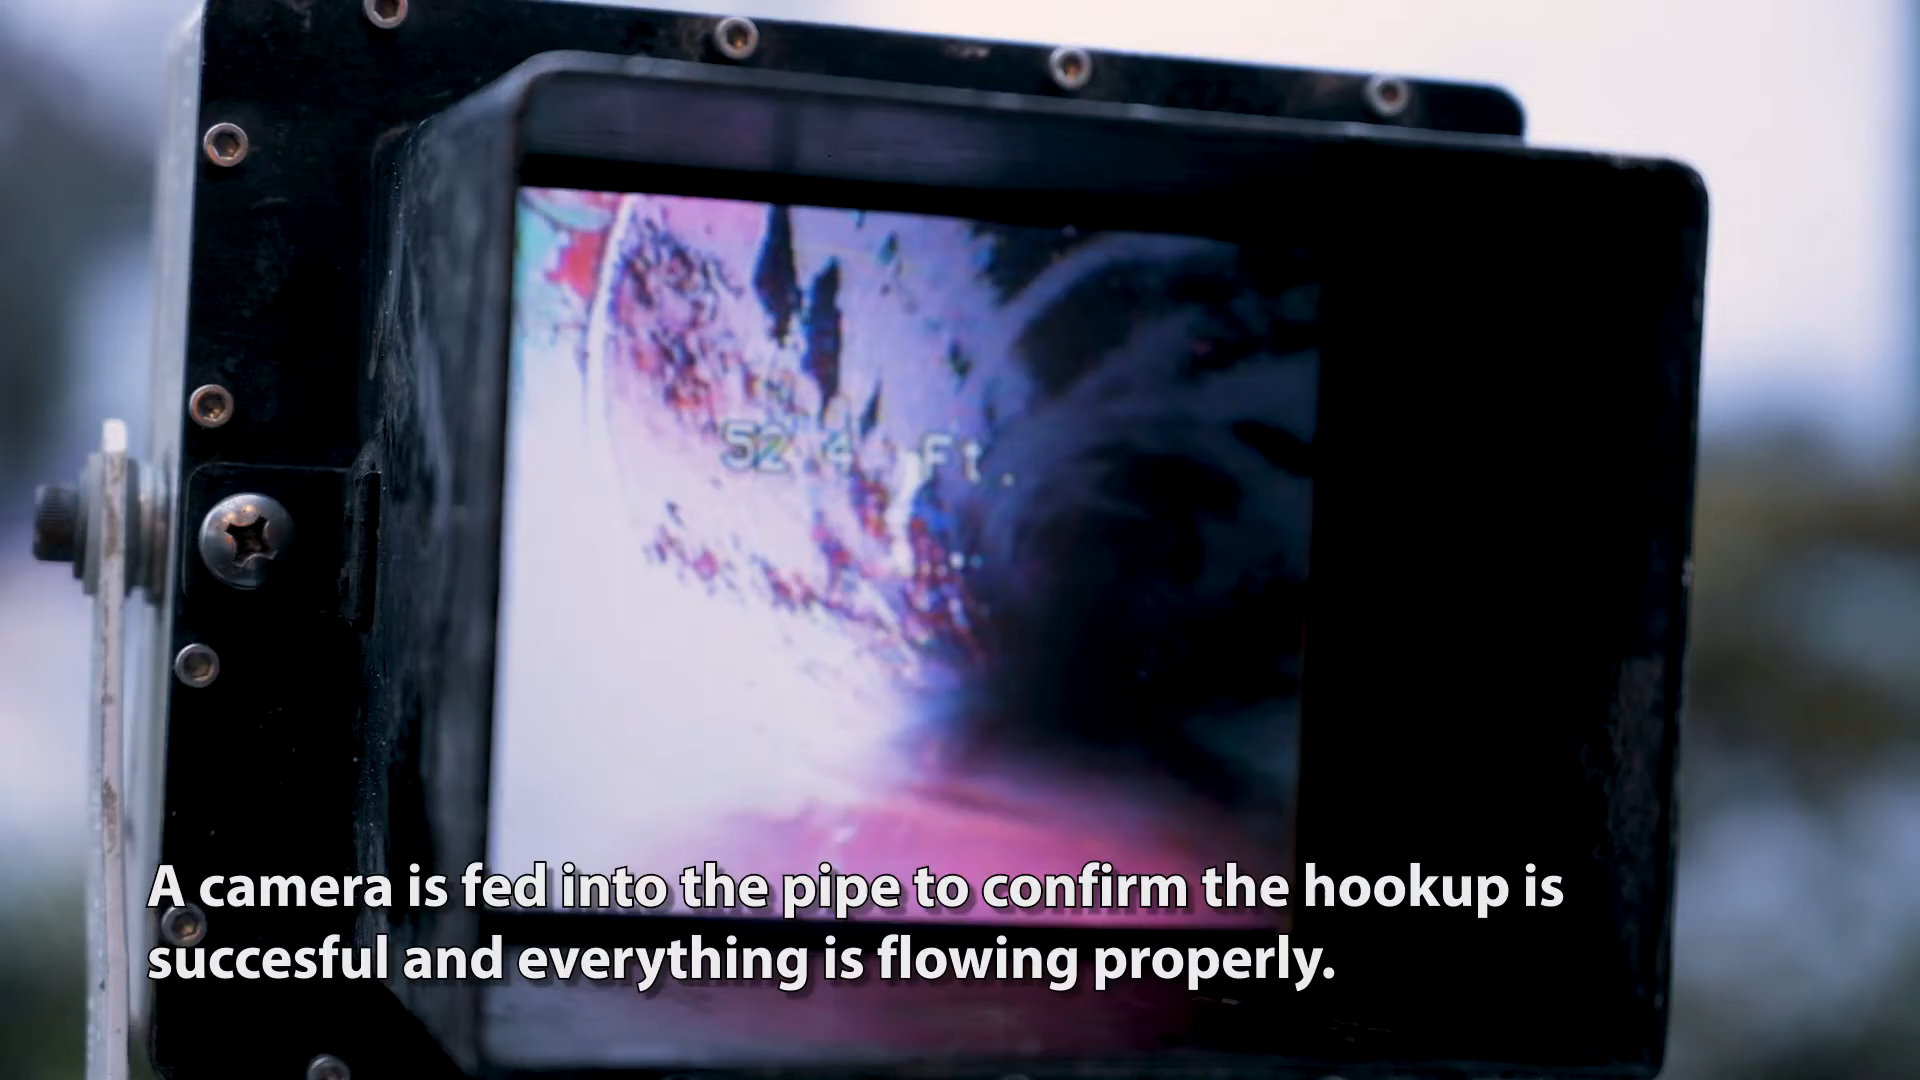 52.4 Ft.
A camera is fed into the pipe to confirm the hookup is
succesful and everything is flowing properly.